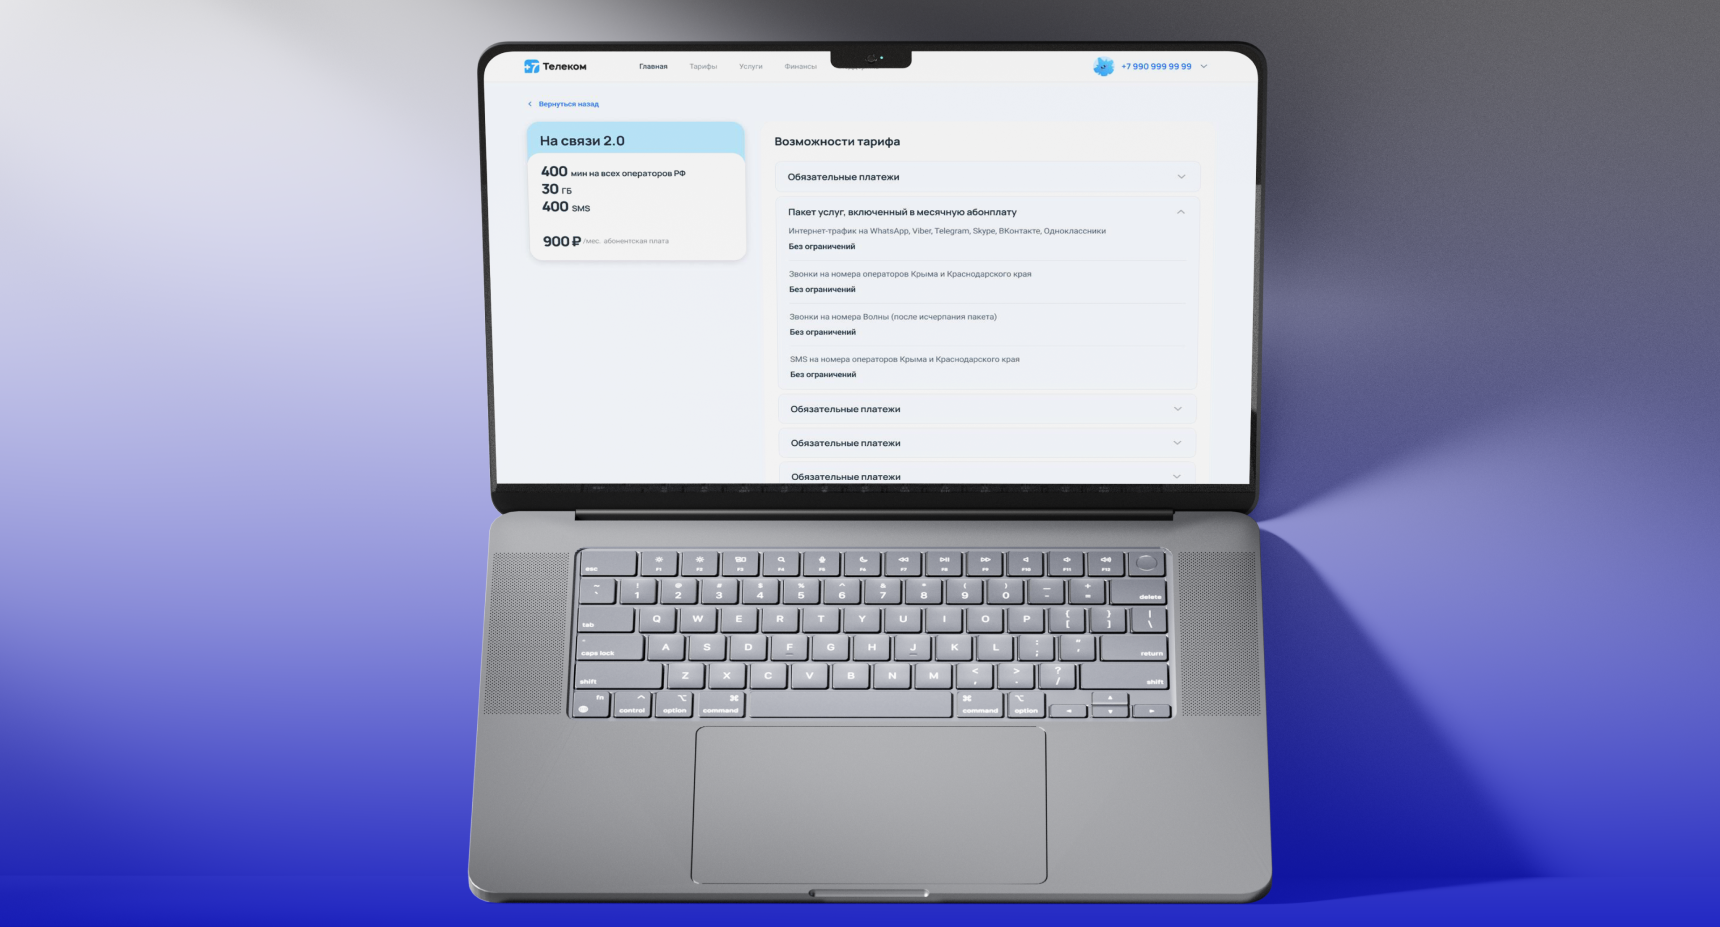 +7 Телеком
Главная
Тарифы
Услуги
Финансы
+7 990 999 99 99
Вернуться назад
На связи 2.0
400 мин на всех операторов РФ
30 ГБ
400 SMS
900 ₽ /мес. абонентская плата
Возможности тарифа
Обязательные платежи
Пакет услуг, включенный в месячную абонплату
Интернет-трафик на WhatsApp, Viber, Telegram, Skype, ВКонтакте, Одноклассники
Без ограничений
Звонки на номера операторов Крыма и Краснодарского края
Без ограничений
Звонки на номера Волны (после исчерпания пакета)
Без ограничений
SMS на номера операторов Крыма и Краснодарского края
Без ограничений
Обязательные платежи
Обязательные платежи
Обязательные платежи
esc F1 F2 F3 F4 F5 F6 F7 F8 F9 F10 F11 F12
~ ` ! 1 @ 2 # 3 $ 4 % 5 ^ 6 & 7 * 8 ( 9 ) 0 _ - + = delete
tab Q W E R T Y U I O P { [ } ] | \
caps lock A S D F G H J K L : ; " ' return
shift Z X C V B N M < , > . ? / shift
fn control option command command option